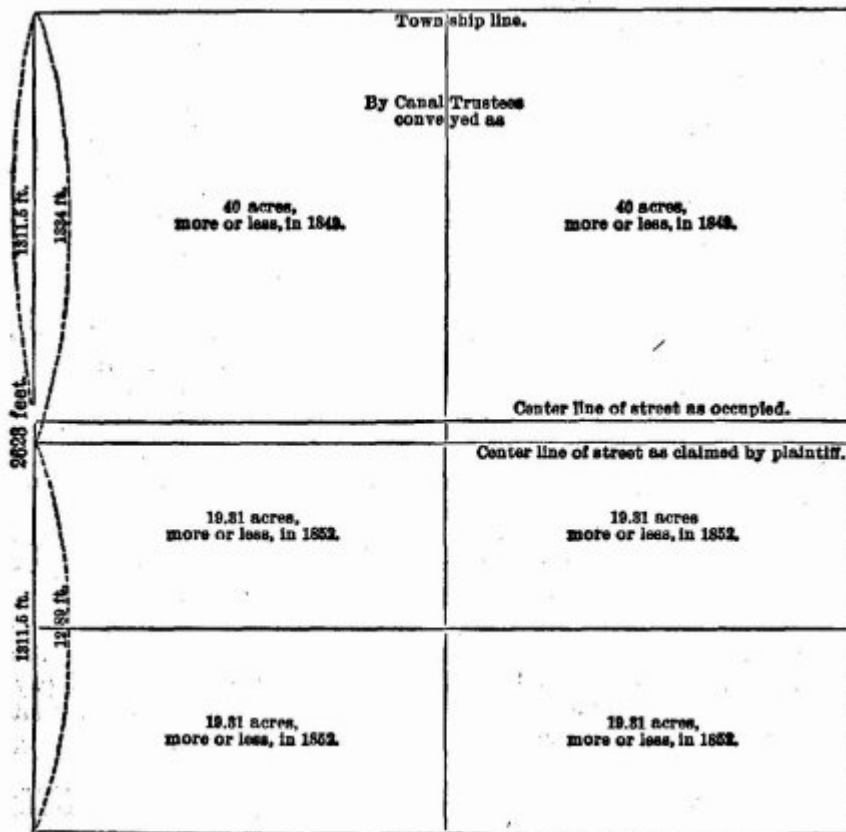 Township line.
By Canal Trustees
conveyed as
1311.5 ft.
1334 ft.
40 acres,
more or less, in 1849.
40 acres,
more or less, in 1849.
2623 feet.
Center line of street as occupied.
Center line of street as claimed by plaintiff.
19.31 acres,
more or less, in 1852.
19.31 acres
more or less, in 1852.
1311.5 ft.
1289 ft.
19.31 acres,
more or less, in 1852.
19.31 acres,
more or less, in 1852.